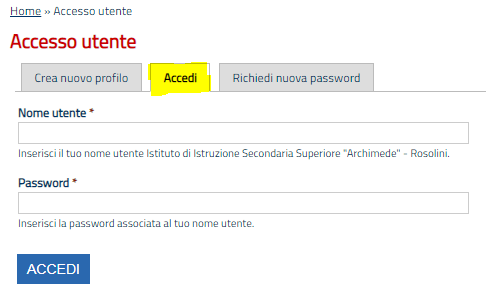 Home » Accesso utente
Accesso utente
Crea nuovo profilo Accedi Richiedi nuova password
Nome utente *
Inserisci il tuo nome utente Istituto di Istruzione Secondaria Superiore "Archimede" - Rosolini.
Password *
Inserisci la password associata al tuo nome utente.
ACCEDI